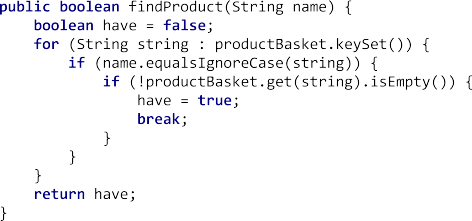 public boolean findProduct(String name) {
    boolean have = false;
    for (String string : productBasket.keySet()) {
        if (name.equalsIgnoreCase(string)) {
            if (!productBasket.get(string).isEmpty()) {
                have = true;
                break;
            }
        }
    }
    return have;
}